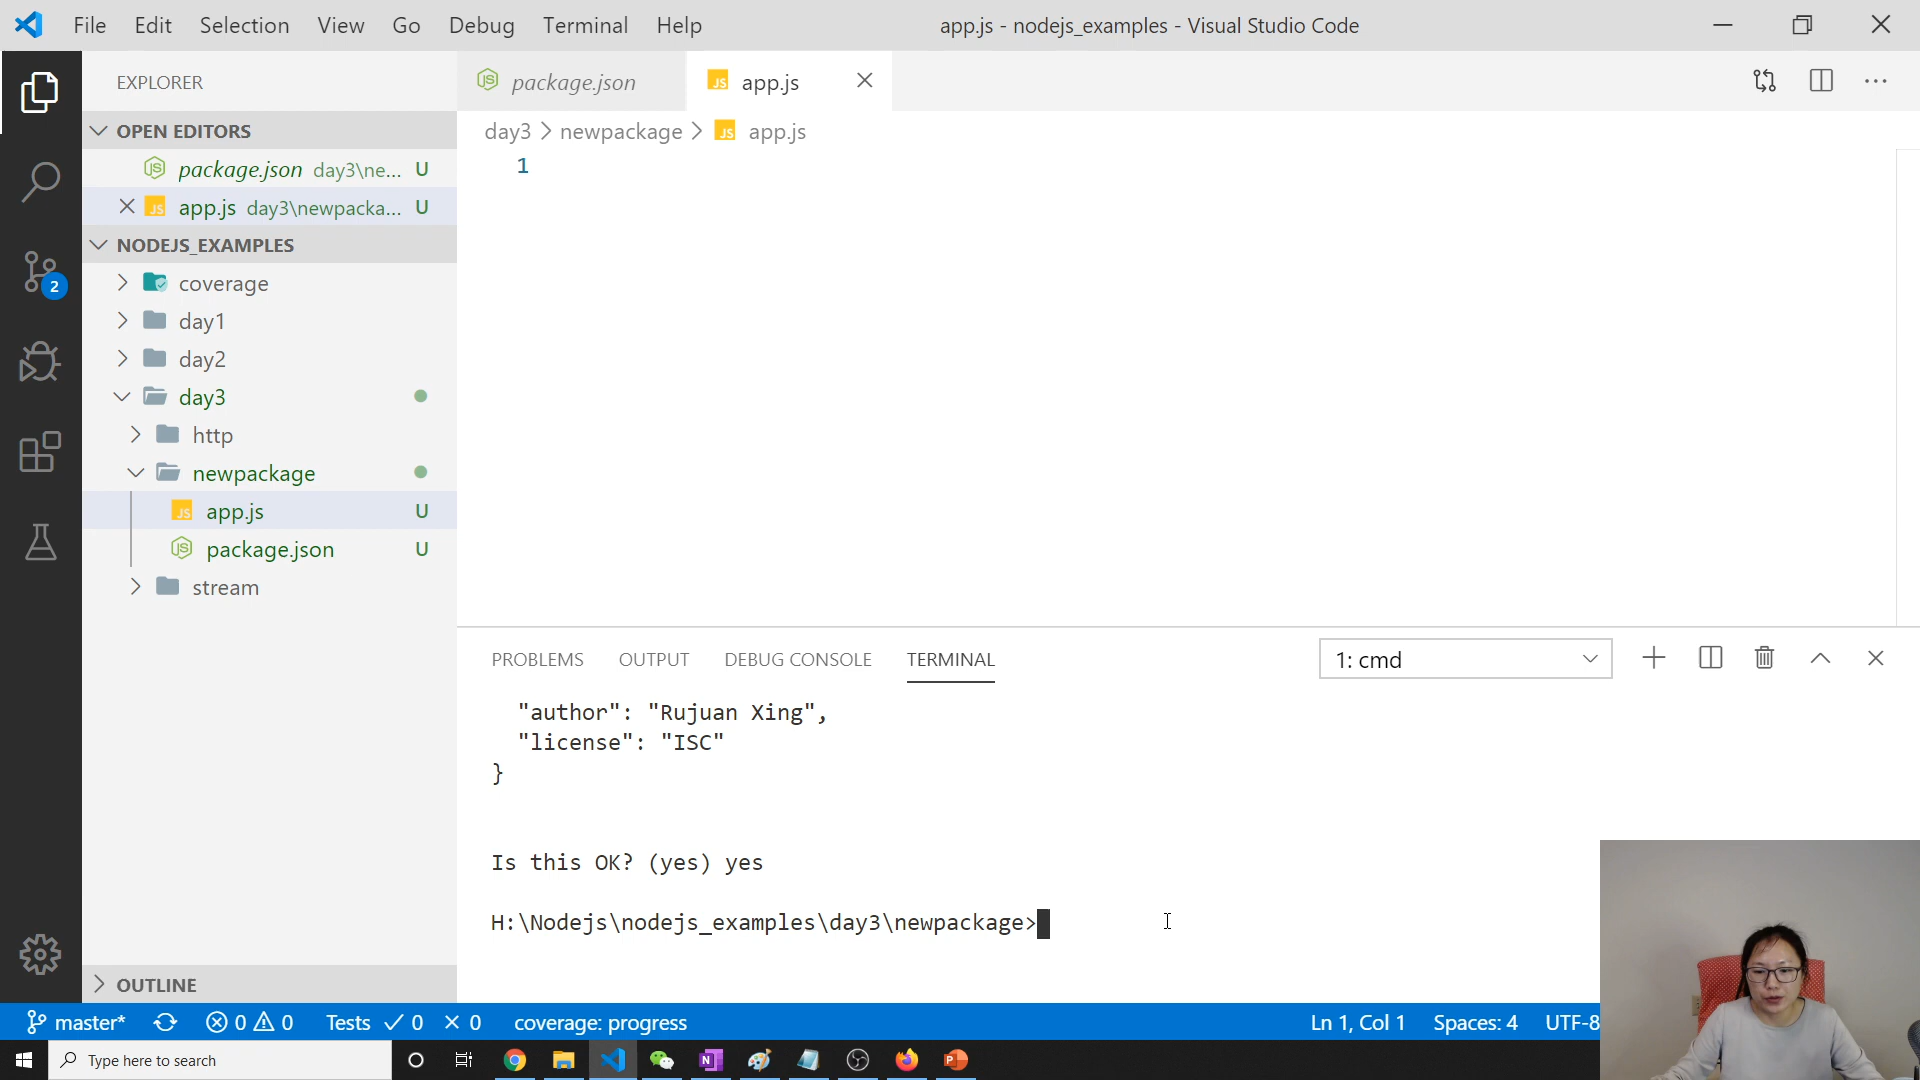 File Edit Selection View Go Debug Terminal Help
app.js - nodejs_examples - Visual Studio Code
EXPLORER
OPEN EDITORS
package.json day3\ne... U
app.js day3\newpacka... U
NODEJS_EXAMPLES
coverage
day1
day2
day3
http
newpackage
app.js U
package.json U
stream
OUTLINE
2
package.json
JS app.js
day3 > newpackage > JS app.js
1
PROBLEMS OUTPUT DEBUG CONSOLE TERMINAL
1: cmd
"author": "Rujuan Xing",
"license": "ISC"
}
Is this OK? (yes) yes
H:\Nodejs\nodejs_examples\day3\newpackage>
master* 0 0 Tests 0 0 coverage: progress Ln 1, Col 1 Spaces: 4 UTF-8
Type here to search